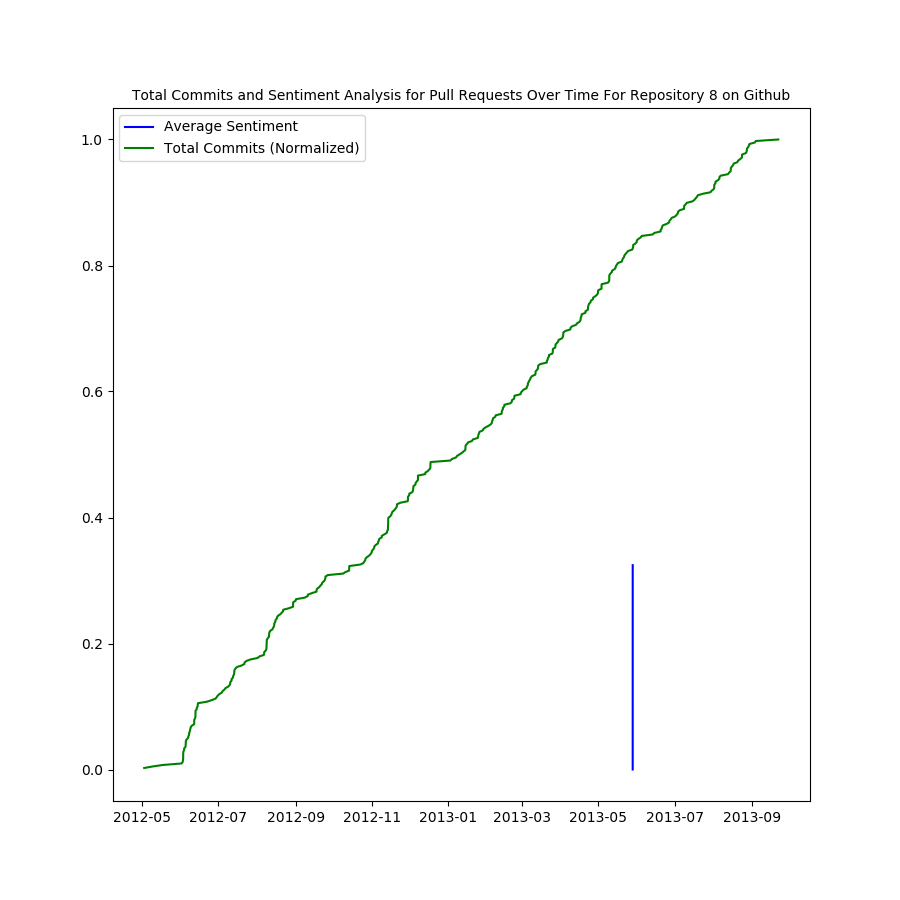 Total Commits and Sentiment Analysis for Pull Requests Over Time For Repository 8 on Github
Average Sentiment
Total Commits (Normalized)
1.0
0.8
0.6
0.4
0.2
0.0
2012-05 2012-07 2012-09 2012-11 2013-01 2013-03 2013-05 2013-07 2013-09